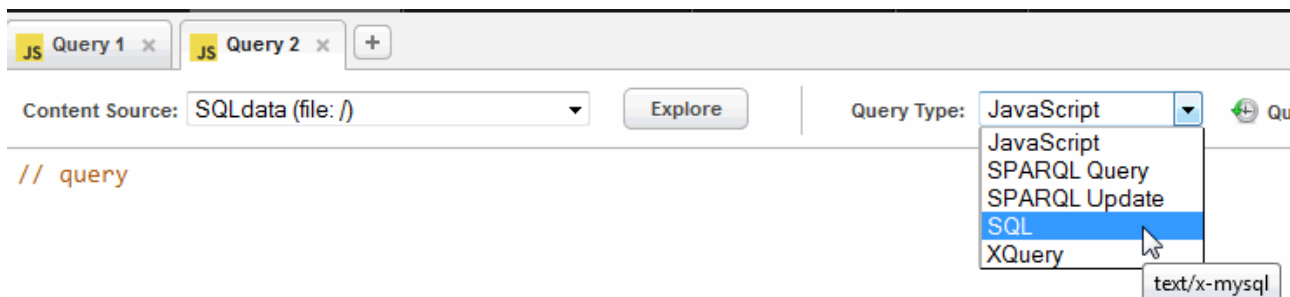 JS Query 1 × JS Query 2 × +
Content Source: SQLdata (file: /) Explore Query Type: JavaScript Qu
// query
JavaScript
SPARQL Query
SPARQL Update
SQL
XQuery
text/x-mysql